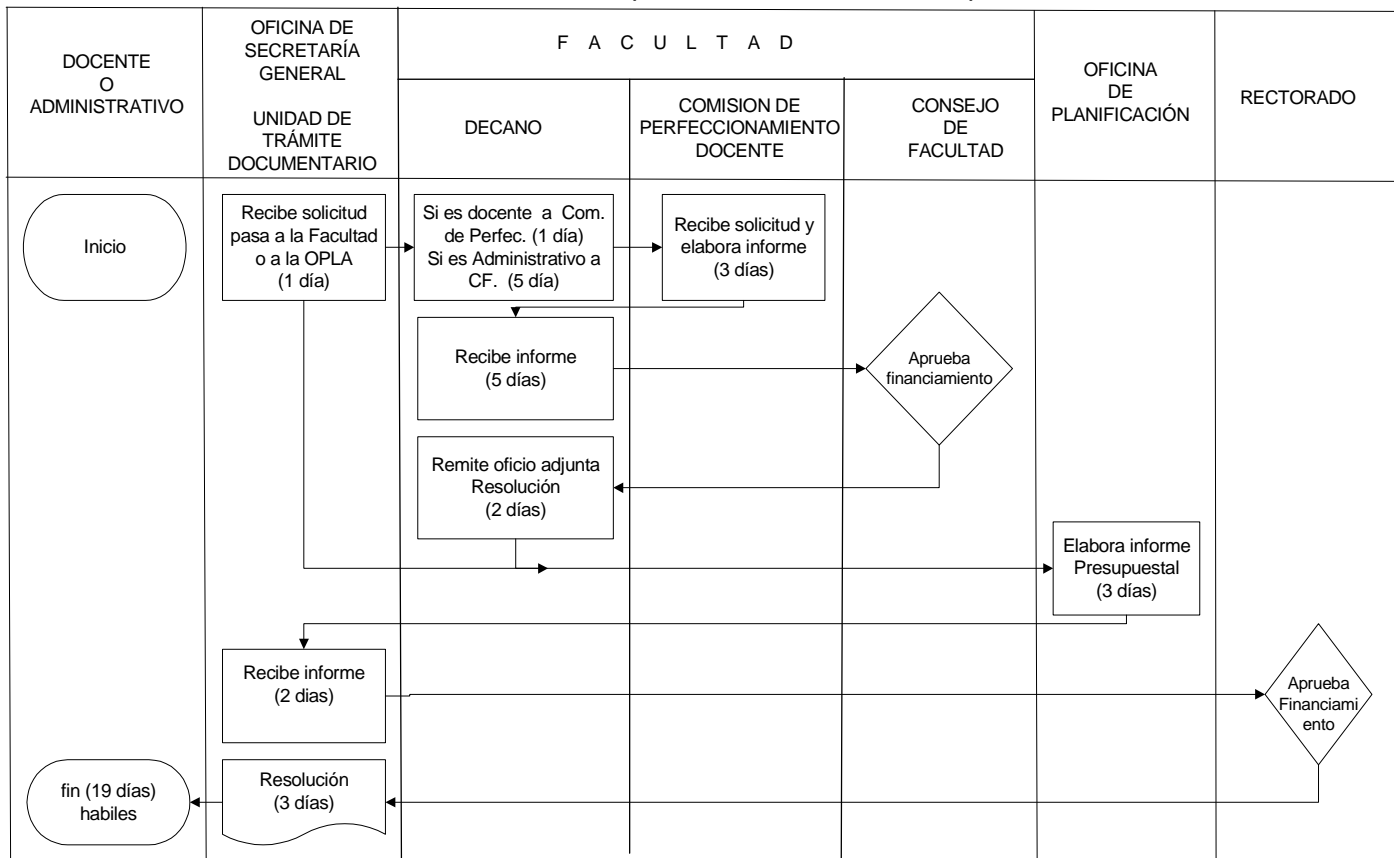 DOCENTE
O
ADMINISTRATIVO
OFICINA DE
SECRETARÍA
GENERAL
UNIDAD DE
TRÁMITE
DOCUMENTARIO
F A C U L T A D
DECANO
COMISION DE
PERFECCIONAMIENTO
DOCENTE
CONSEJO
DE
FACULTAD
OFICINA
DE
PLANIFICACIÓN
RECTORADO
Inicio
Recibe solicitud
pasa a la Facultad
o a la OPLA
(1 día)
Si es docente a Com.
de Perfec. (1 día)
Si es Administrativo a
CF. (5 día)
Recibe solicitud y
elabora informe
(3 días)
Recibe informe
(5 días)
Aprueba
financiamiento
Remite oficio adjunta
Resolución
(2 días)
Elabora informe
Presupuestal
(3 días)
Recibe informe
(2 dias)
Aprueba
Financiami
ento
Resolución
(3 días)
fin (19 días)
habiles